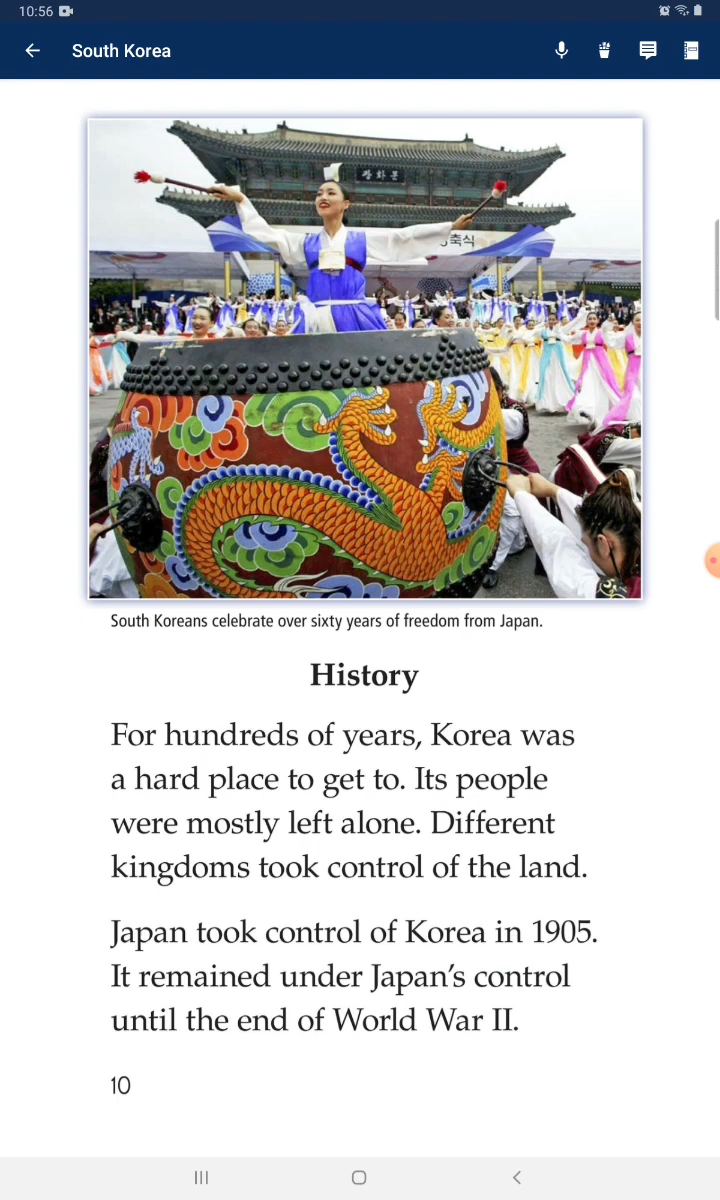 10:56
South Korea
광화문
축식
South Koreans celebrate over sixty years of freedom from Japan.
History
For hundreds of years, Korea was
a hard place to get to. Its people
were mostly left alone. Different
kingdoms took control of the land.
Japan took control of Korea in 1905.
It remained under Japan’s control
until the end of World War II.
10